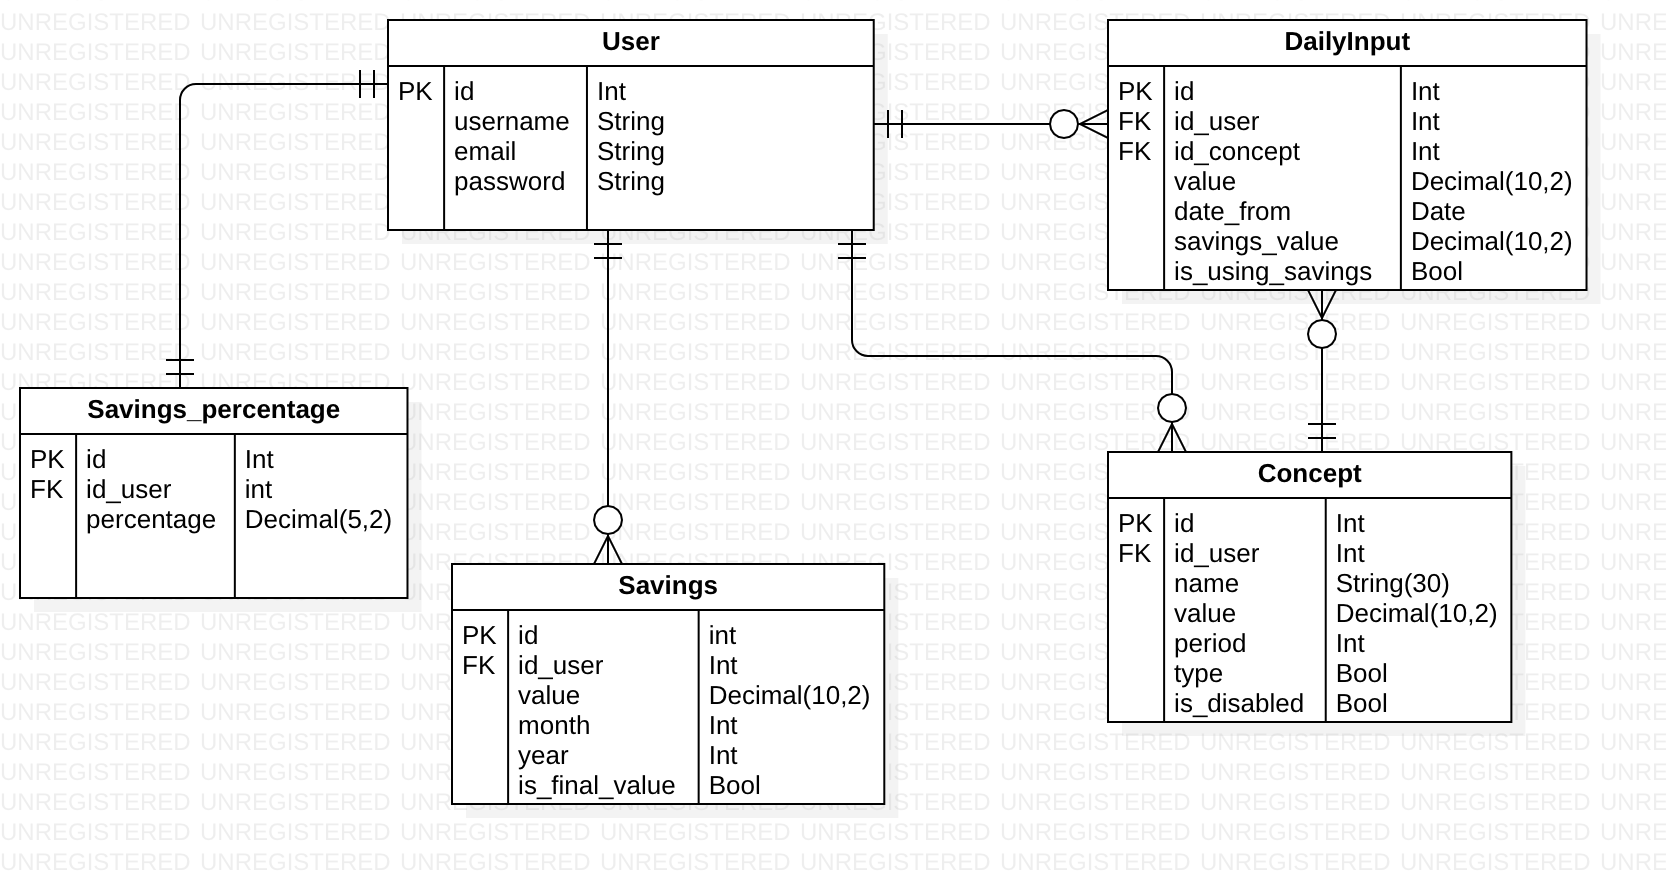 User
PK id Int
username String
email String
password String
DailyInput
PK id Int
FK id_user Int
FK id_concept Int
value Decimal(10,2)
date_from Date
savings_value Decimal(10,2)
is_using_savings Bool
Savings_percentage
PK id Int
FK id_user int
percentage Decimal(5,2)
Savings
PK id int
FK id_user Int
value Decimal(10,2)
month Int
year Int
is_final_value Bool
Concept
PK id Int
FK id_user Int
name String(30)
value Decimal(10,2)
period Int
type Bool
is_disabled Bool
UNREGISTERED